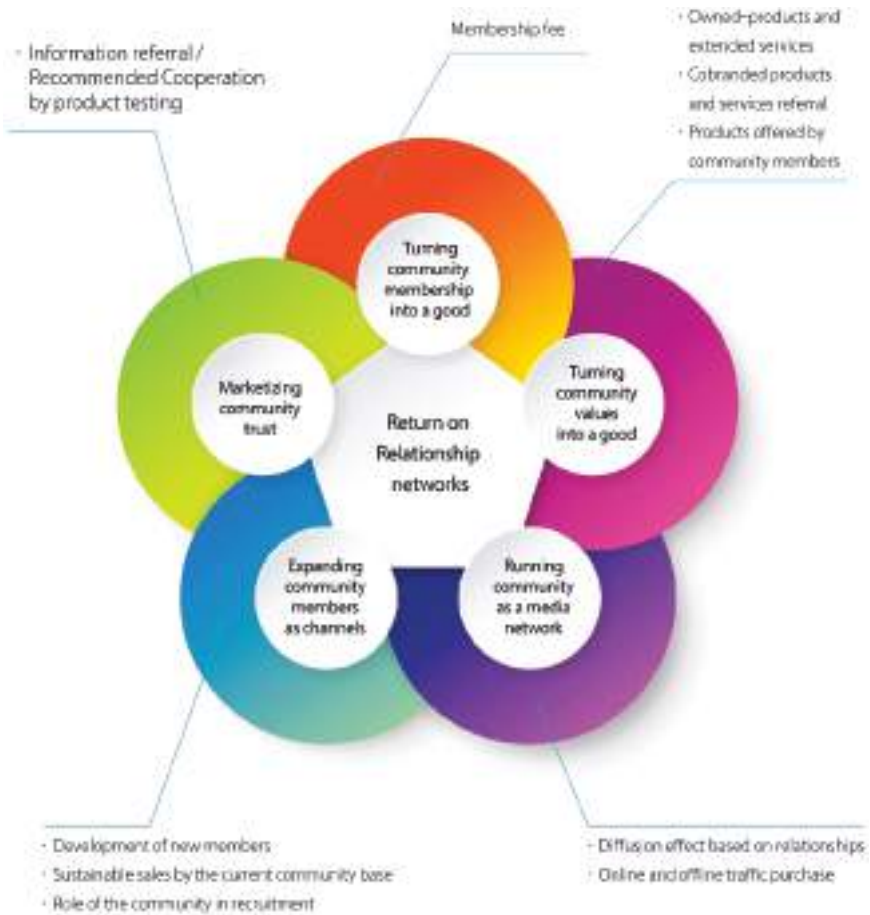 Membership fee
· Owned-products and
extended services
· Cobranded products
and services referral
· Products offered by
community members
· Information referral /
Recommended Cooperation
by product testing
Turning
community
membership
into a good
Marketizing
community
trust
Turning
community
values
into a good
Return on
Relationship
networks
Expanding
community
members
as channels
Running
community
as a media
network
· Development of new members
· Sustainable sales by the current community base
· Role of the community in recruitment
· Diffusion effect based on relationships
· Online and offline traffic purchase